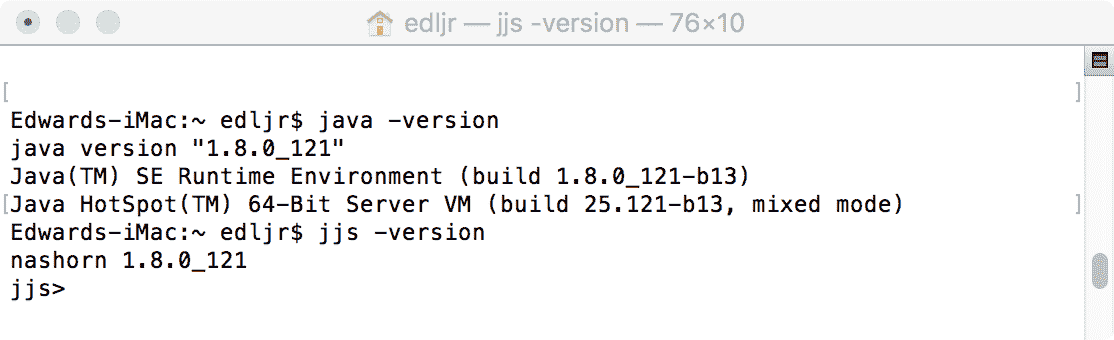 edljr — jjs -version — 76×10
[ ]
Edwards-iMac:~ edljr$ java -version
java version "1.8.0_121"
Java(TM) SE Runtime Environment (build 1.8.0_121-b13)
[Java HotSpot(TM) 64-Bit Server VM (build 25.121-b13, mixed mode) ]
Edwards-iMac:~ edljr$ jjs -version
nashorn 1.8.0_121
jjs>